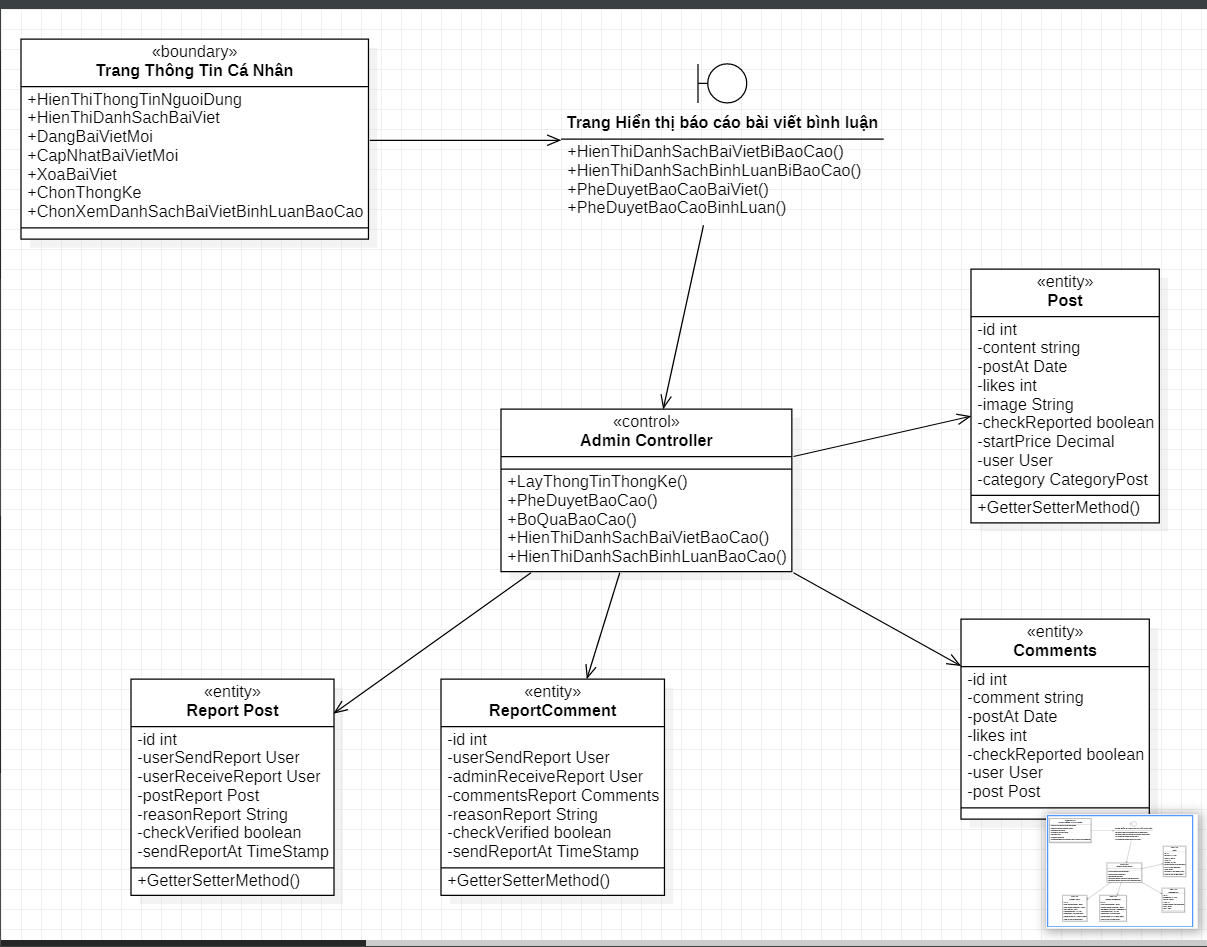 «boundary»
Trang Thông Tin Cá Nhân
+HienThiThongTinNguoiDung
+HienThiDanhSachBaiViet
+DangBaiVietMoi
+CapNhatBaiVietMoi
+XoaBaiViet
+ChonThongKe
+ChonXemDanhSachBaiVietBinhLuanBaoCao
Trang Hiển thị báo cáo bài viết bình luận
+HienThiDanhSachBaiVietBiBaoCao()
+HienThiDanhSachBinhLuanBiBaoCao()
+PheDuyetBaoCaoBaiViet()
+PheDuyetBaoCaoBinhLuan()
«entity»
Post
-id int
-content string
-postAt Date
-likes int
-image String
-checkReported boolean
-startPrice Decimal
-user User
-category CategoryPost
+GetterSetterMethod()
«control»
Admin Controller
+LayThongTinThongKe()
+PheDuyetBaoCao()
+BoQuaBaoCao()
+HienThiDanhSachBaiVietBaoCao()
+HienThiDanhSachBinhLuanBaoCao()
«entity»
Report Post
-id int
-userSendReport User
-userReceiveReport User
-postReport Post
-reasonReport String
-checkVerified boolean
-sendReportAt TimeStamp
+GetterSetterMethod()
«entity»
ReportComment
-id int
-userSendReport User
-adminReceiveReport User
-commentsReport Comments
-reasonReport String
-checkVerified boolean
-sendReportAt TimeStamp
+GetterSetterMethod()
«entity»
Comments
-id int
-comment string
-postAt Date
-likes int
-checkReported boolean
-user User
-post Post